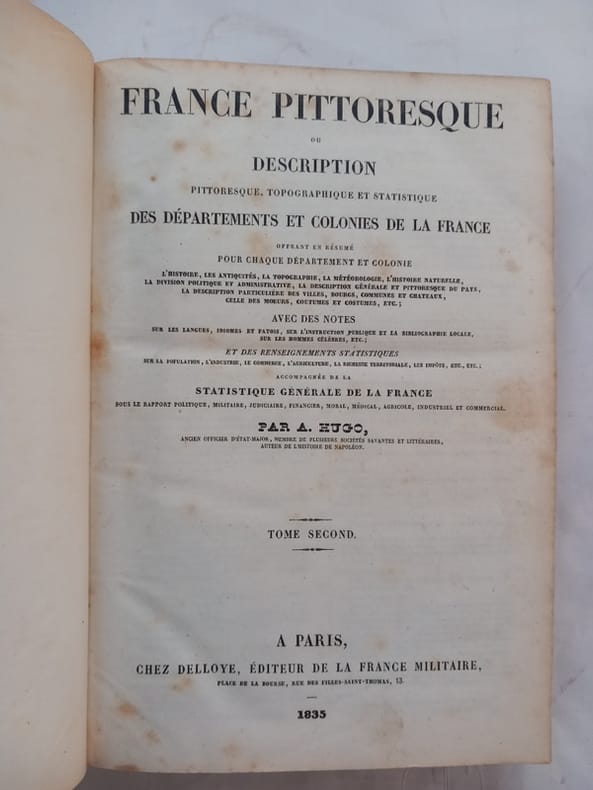 FRANCE PITTORESQUE
OU
DESCRIPTION
PITTORESQUE, TOPOGRAPHIQUE ET STATISTIQUE
DES DÉPARTEMENTS ET COLONIES DE LA FRANCE
OFFRANT EN RÉSUMÉ
POUR CHAQUE DÉPARTEMENT ET COLONIE
L'HISTOIRE, LES ANTIQUITÉS, LA TOPOGRAPHIE, LA MÉTÉOROLOGIE, L'HISTOIRE NATURELLE,
LA DIVISION POLITIQUE ET ADMINISTRATIVE, LA DESCRIPTION GÉNÉRALE ET PITTORESQUE DU PAYS,
LA DESCRIPTION PARTICULIÈRE DES VILLES, BOURGS, COMMUNES ET CHATEAUX,
CELLE DES MŒURS, COUTUMES ET COSTUMES, ETC.;
AVEC DES NOTES
SUR LES LANGUES, IDIOMES ET PATOIS, SUR L'INSTRUCTION PUBLIQUE ET LA BIBLIOGRAPHIE LOCALE,
SUR LES HOMMES CÉLÈBRES, ETC.;
ET DES RENSEIGNEMENTS STATISTIQUES
SUR LA POPULATION, L'INDUSTRIE, LE COMMERCE, L'AGRICULTURE, LA RICHESSE TERRITORIALE, LES IMPÔTS, ETC., ETC.;
ACCOMPAGNÉE DE LA
STATISTIQUE GÉNÉRALE DE LA FRANCE
SOUS LE RAPPORT POLITIQUE, MILITAIRE, JUDICIAIRE, FINANCIER, MORAL, MÉDICAL, AGRICOLE, INDUSTRIEL ET COMMERCIAL.
PAR A. HUGO,
ANCIEN OFFICIER D'ÉTAT-MAJOR, MEMBRE DE PLUSIEURS SOCIÉTÉS SAVANTES ET LITTÉRAIRES,
AUTEUR DE L'HISTOIRE DE NAPOLÉON.
TOME SECOND.
A PARIS,
CHEZ DELLOYE, ÉDITEUR DE LA FRANCE MILITAIRE,
PLACE DE LA BOURSE, RUE DES FILLES-SAINT-THOMAS, 13.
1835